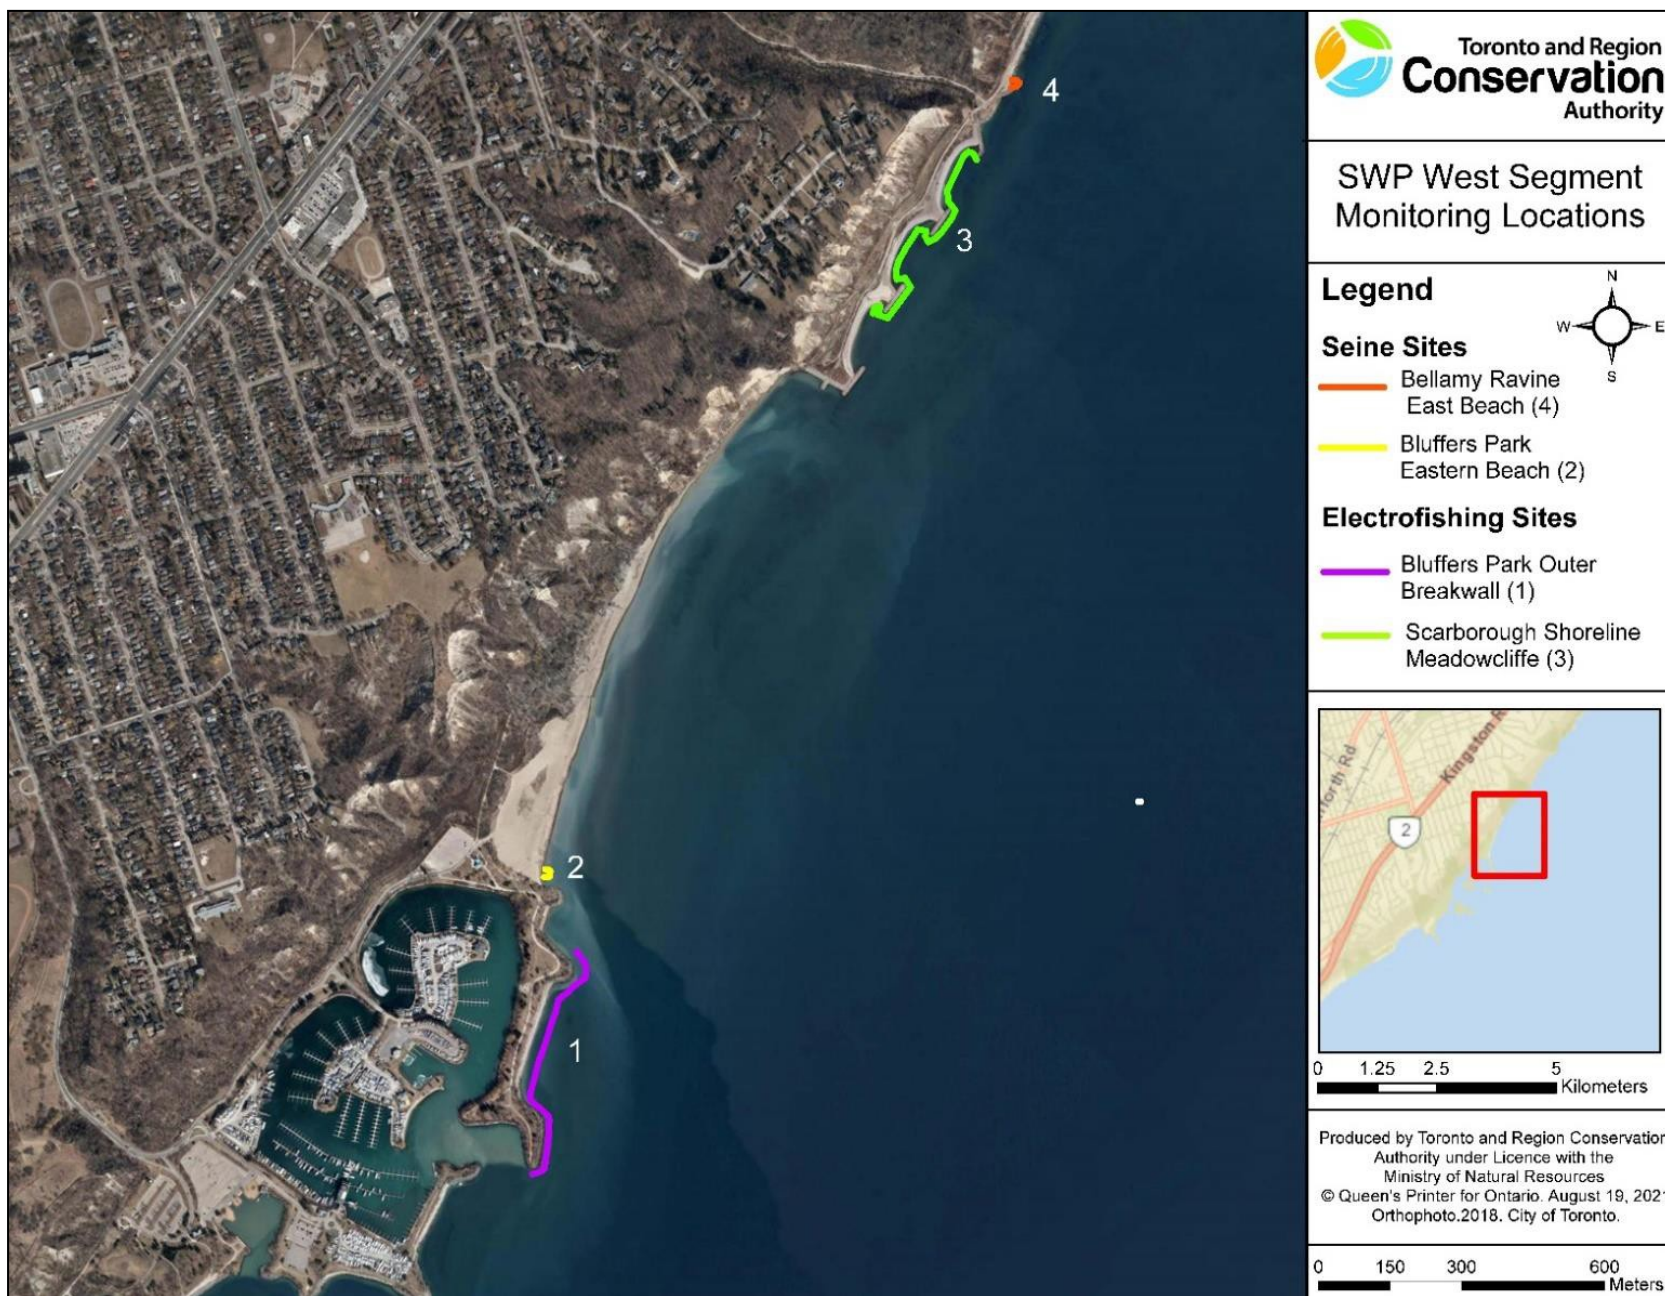 4
3
2
1
Toronto and Region
Conservation
Authority
SWP West Segment
Monitoring Locations
Legend
N
W E
S
Seine Sites
Bellamy Ravine
East Beach (4)
Bluffers Park
Eastern Beach (2)
Electrofishing Sites
Bluffers Park Outer
Breakwall (1)
Scarborough Shoreline
Meadowcliffe (3)
Kingston R
orth Rd
2
0 1.25 2.5 5
Kilometers
Produced by Toronto and Region Conservation
Authority under Licence with the
Ministry of Natural Resources
© Queen's Printer for Ontario. August 19, 2021
Orthophoto.2018. City of Toronto.
0 150 300 600
Meters